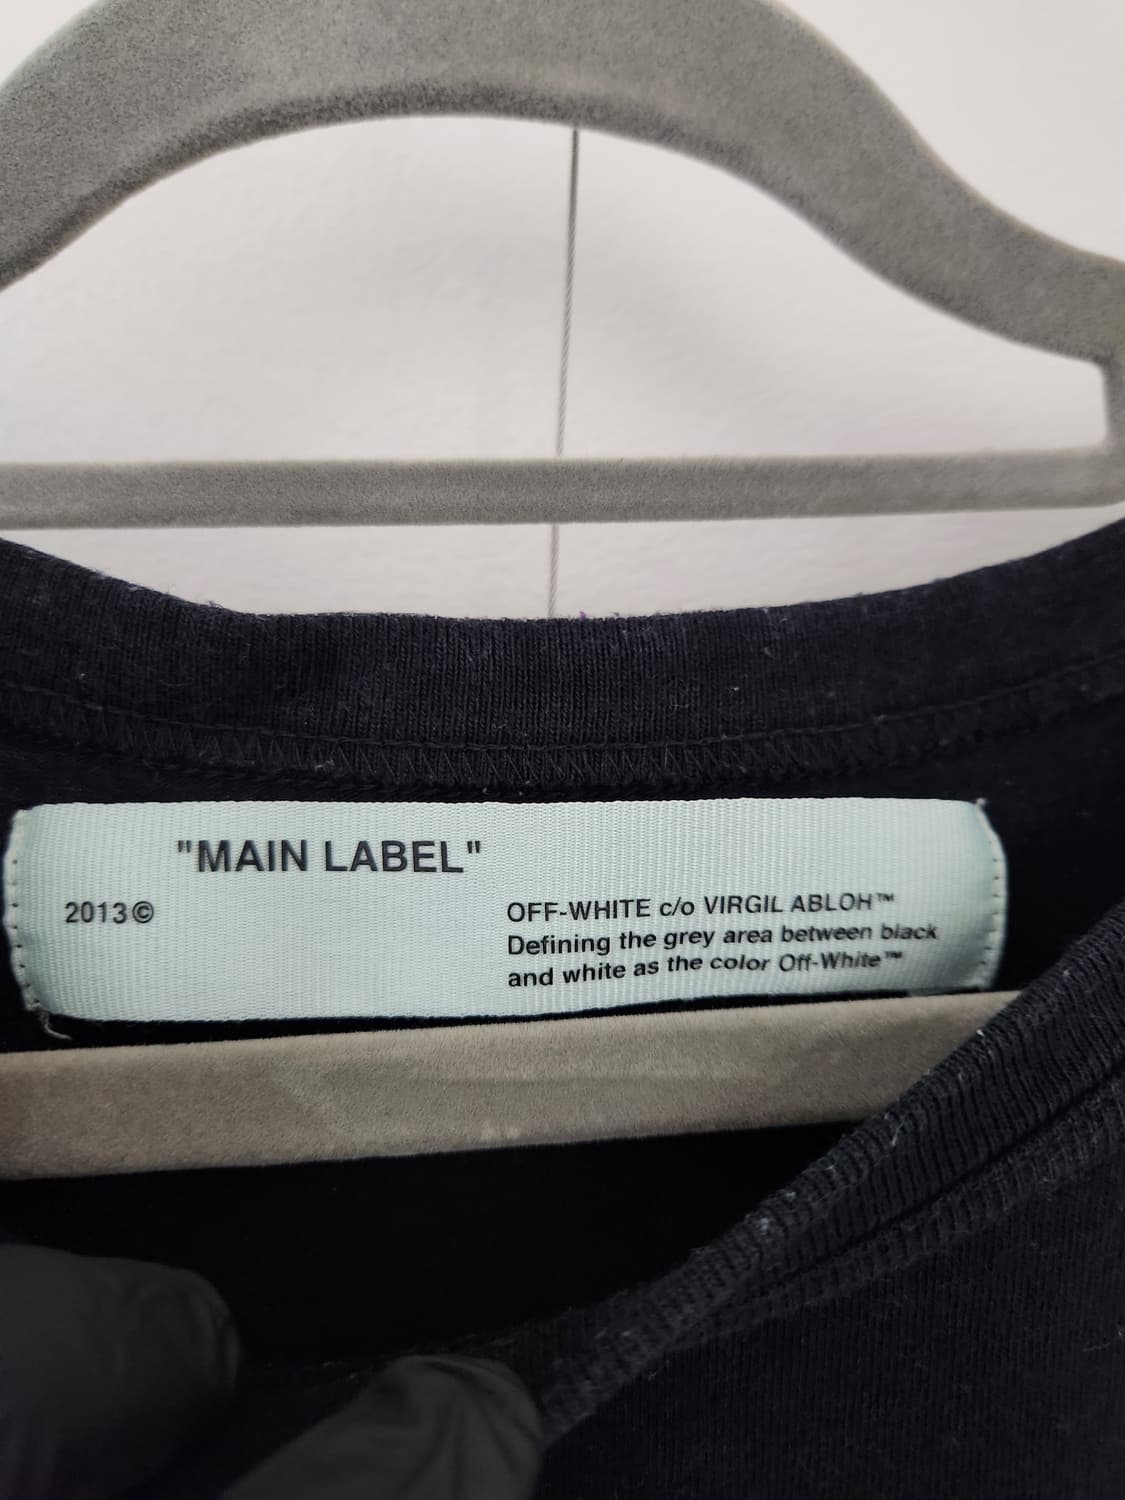 "MAIN LABEL"
2013©
OFF-WHITE c/o VIRGIL ABLOH™
Defining the grey area between black
and white as the color Off-White™